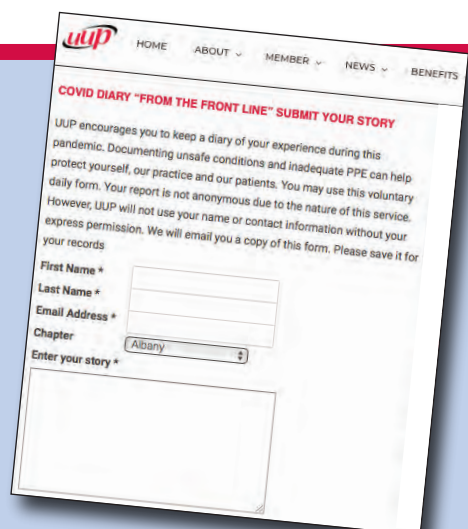 uup
HOME ABOUT MEMBER NEWS BENEFITS
COVID DIARY "FROM THE FRONT LINE" SUBMIT YOUR STORY
UUP encourages you to keep a diary of your experience during this
pandemic. Documenting unsafe conditions and inadequate PPE can help
protect yourself, our practice and our patients. You may use this voluntary
daily form. Your report is not anonymous due to the nature of this service.
However, UUP will not use your name or contact information without your
express permission. We will email you a copy of this form. Please save it for
your records
First Name *
Last Name *
Email Address *
Chapter Albany
Enter your story *